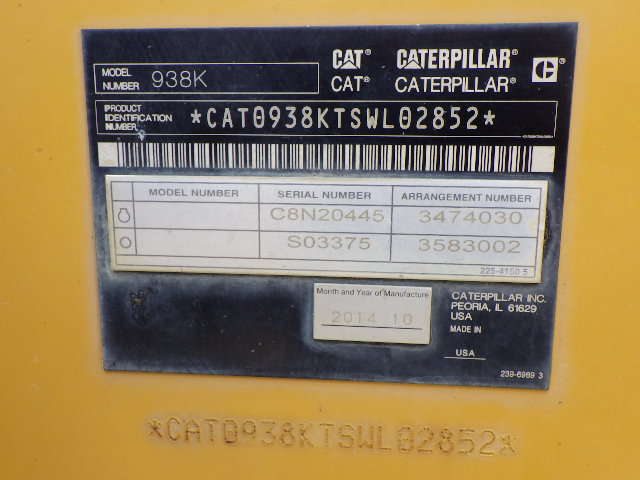 CAT® CATERPILLAR®
CAT® CATERPILLAR® C
MODEL NUMBER 938K
PRODUCT IDENTIFICATION NUMBER *CAT0938KTSWL02852*
MODEL NUMBER SERIAL NUMBER ARRANGEMENT NUMBER
C8N20445 3474030
S03375 3583002
225-4160 5
Month and Year of Manufacture
2014 10
CATERPILLAR INC.
PEORIA, IL 61629
USA
MADE IN
USA
239-6989 3
*CAT0938KTSWL02852*